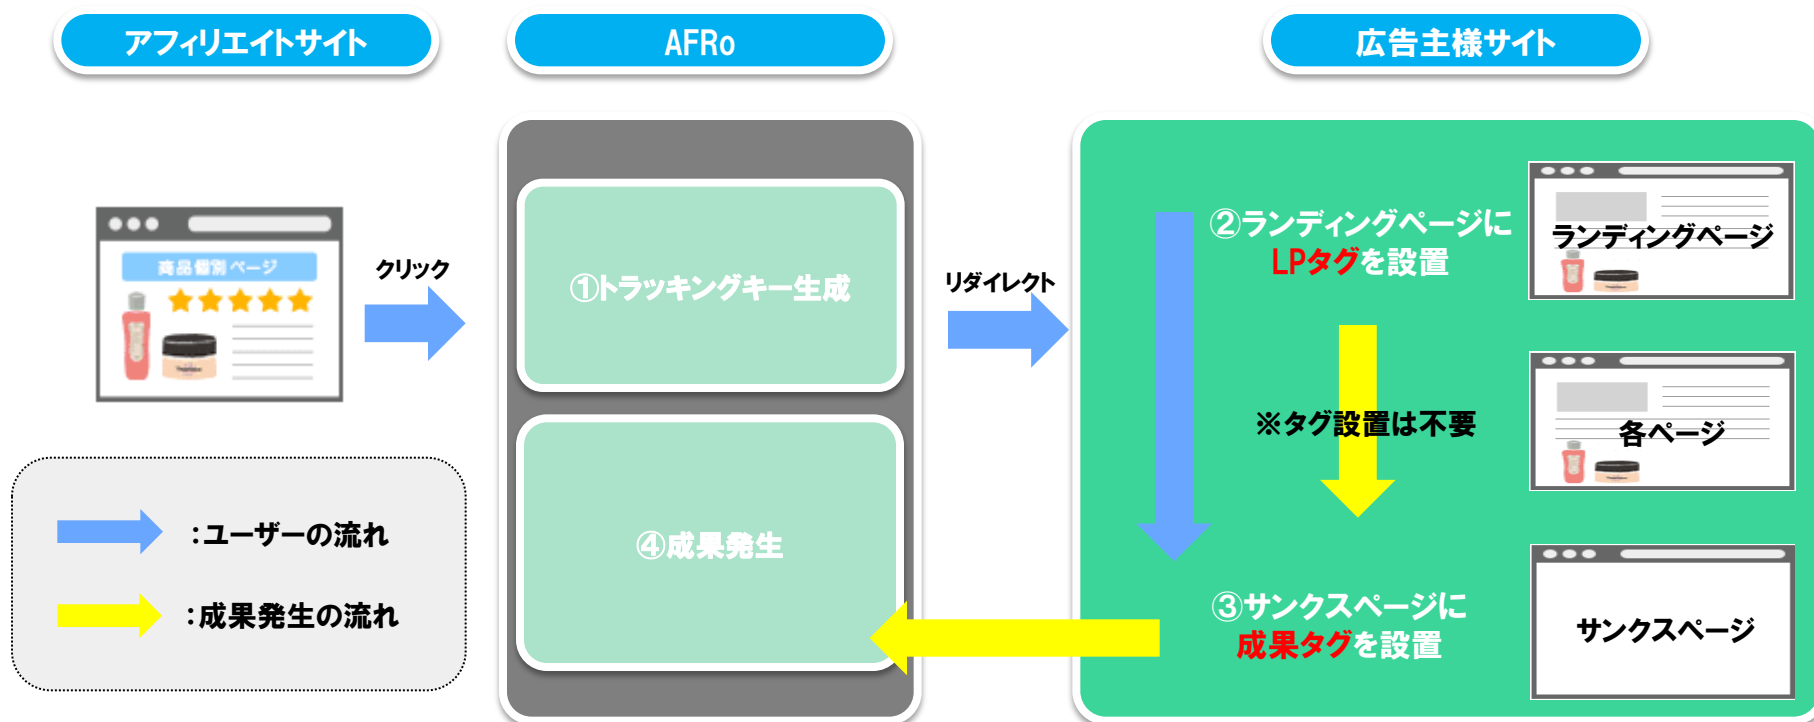 アフィリエイトサイト
AFRo
広告主様サイト
商品個別ページ
クリック
①トラッキングキー生成
リダイレクト
②ランディングページに
LPタグを設置
ランディングページ
※タグ設置は不要
各ページ
④成果発生
③サンクスページに
成果タグを設置
サンクスページ
：ユーザーの流れ
：成果発生の流れ